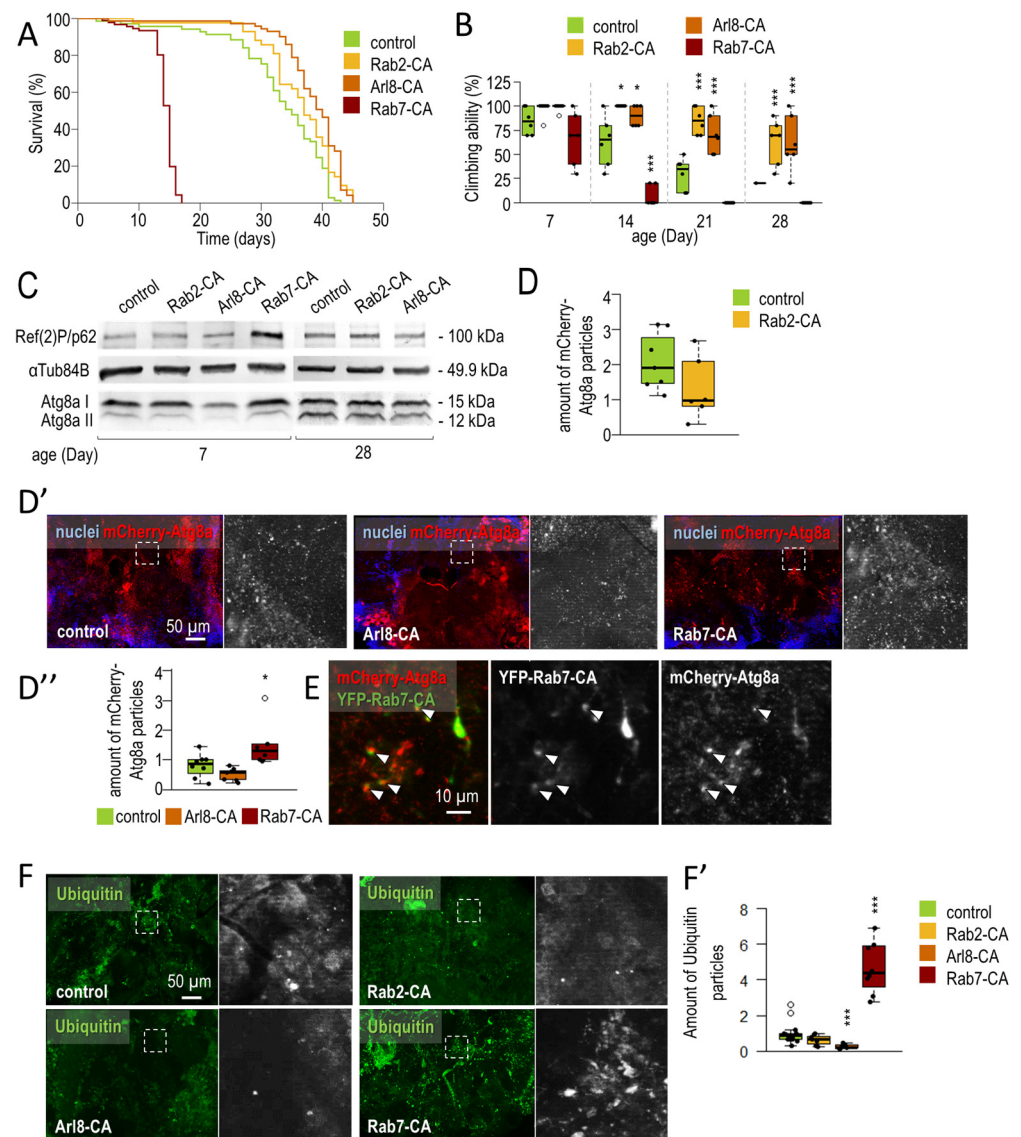 A
100
80
60
40
20
0
Survival (%)
0 10 20 30 40 50
Time (days)
control
Rab2-CA
Arl8-CA
Rab7-CA
B
control
Rab2-CA
Arl8-CA
Rab7-CA
Climbing ability (%)
125
100
75
50
25
0
* * *** *** *** *** ***
7 14 21 28
age (Day)
C
control Rab2-CA Arl8-CA Rab7-CA control Rab2-CA Arl8-CA
Ref(2)P/p62 - 100 kDa
αTub84B - 49.9 kDa
Atg8a I - 15 kDa
Atg8a II - 12 kDa
age (Day) 7 28
D
amount of mCherry-
Atg8a particles
4
3
2
1
0
control
Rab2-CA
D'
nuclei mCherry-Atg8a
control
50 µm
nuclei mCherry-Atg8a
Arl8-CA
nuclei mCherry-Atg8a
Rab7-CA
D''
amount of mCherry-
Atg8a particles
4
3
2
1
0
*
control Arl8-CA Rab7-CA
E
mCherry-Atg8a
YFP-Rab7-CA
10 µm
YFP-Rab7-CA
mCherry-Atg8a
F
Ubiquitin
control
50 µm
Ubiquitin
Rab2-CA
Ubiquitin
Arl8-CA
Ubiquitin
Rab7-CA
F'
Amount of Ubiquitin
particles
8
6
4
2
0
*** ***
control
Rab2-CA
Arl8-CA
Rab7-CA